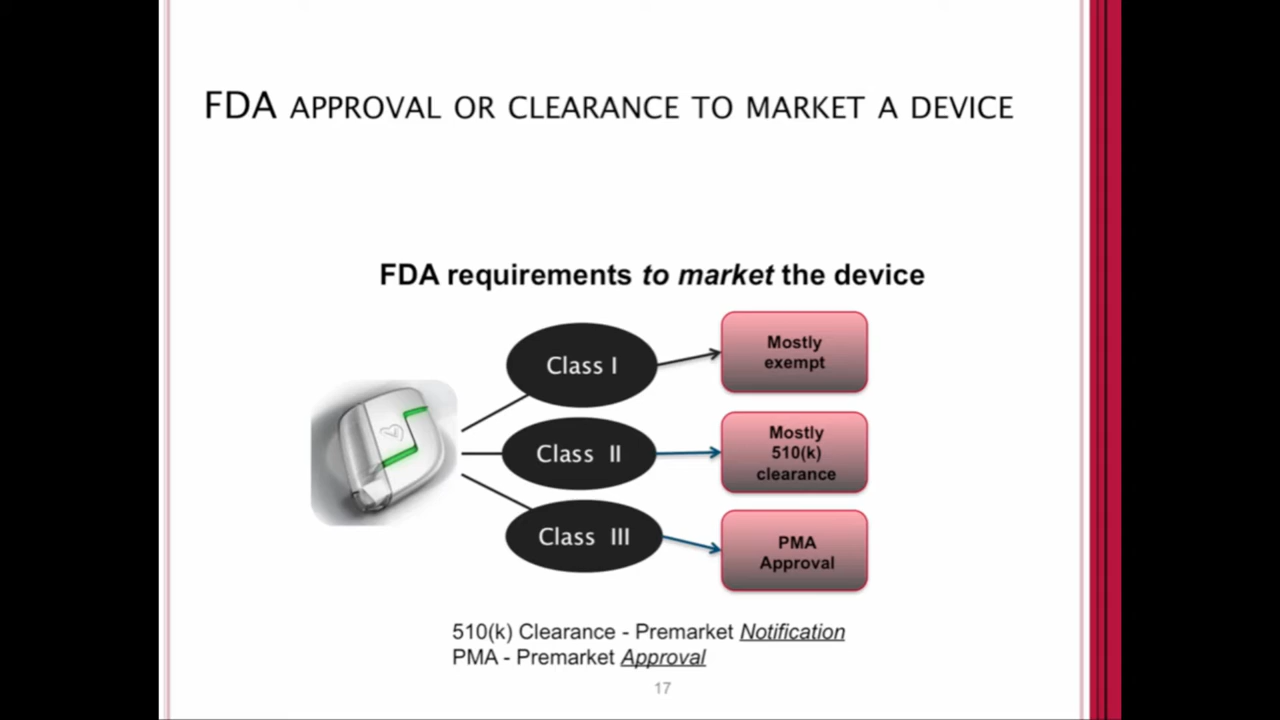 FDA APPROVAL OR CLEARANCE TO MARKET A DEVICE
FDA requirements to market the device
Class I
Mostly
exempt
Class II
Mostly
510(k)
clearance
Class III
PMA
Approval
510(k) Clearance - Premarket Notification
PMA - Premarket Approval
17